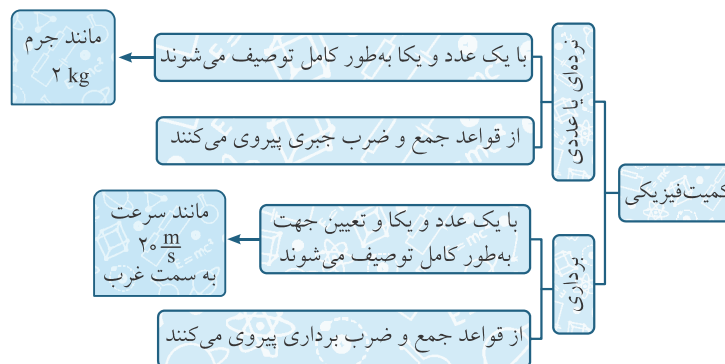 کمیت‌فیزیکی
نرده‌ای یا عددی
با یک عدد و یکا به‌طور کامل توصیف می‌شوند
مانند جرم
۲ kg
از قواعد جمع و ضرب جبری پیروی می‌کنند
برداری
با یک عدد و یکا و تعیین جهت
به‌طور کامل توصیف می‌شوند
مانند سرعت
۲۰ m/s
به سمت غرب
از قواعد جمع و ضرب برداری پیروی می‌کنند